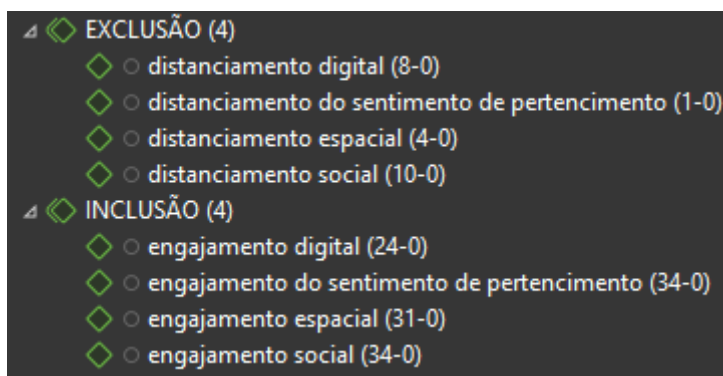 EXCLUSÃO (4)
distanciamento digital (8-0)
distanciamento do sentimento de pertencimento (1-0)
distanciamento espacial (4-0)
distanciamento social (10-0)
INCLUSÃO (4)
engajamento digital (24-0)
engajamento do sentimento de pertencimento (34-0)
engajamento espacial (31-0)
engajamento social (34-0)